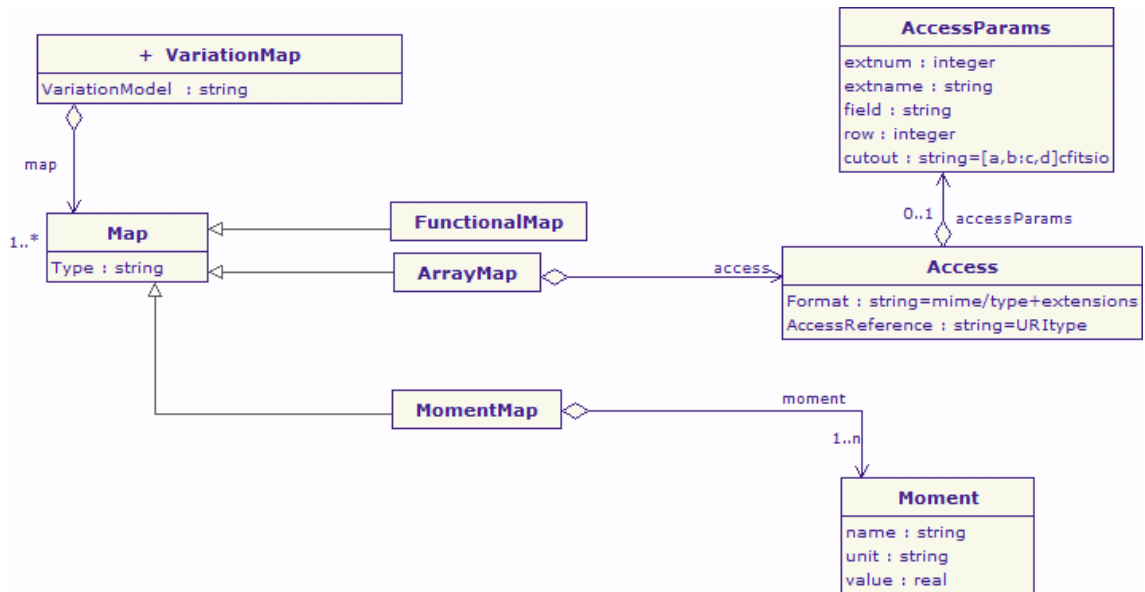 AccessParams
extnum : integer
extname : string
field : string
row : integer
cutout : string=[a,b:c,d]cfitsio
+ VariationMap
VariationModel : string
map
1..*
Map
Type : string
FunctionalMap
ArrayMap
access
0..1
accessParams
Access
Format : string=mime/type+extensions
AccessReference : string=URItype
MomentMap
moment
1..n
Moment
name : string
unit : string
value : real